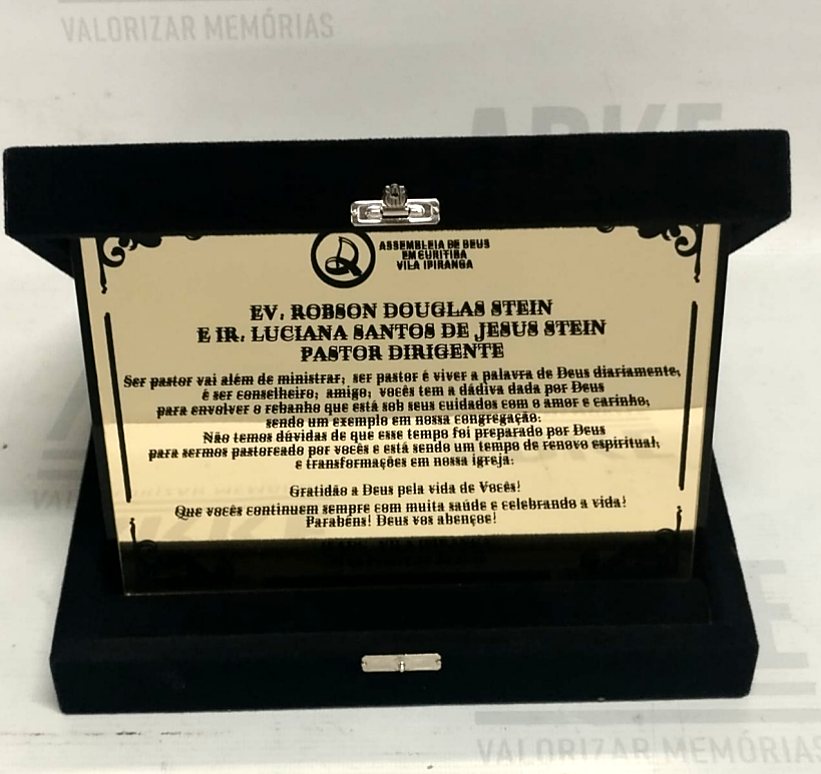 VALORIZAR MEMÓRIAS
ARKE
ASSEMBLEIA DE DEUS
EM CURITIBA
VILA IPIRANGA
EV. ROBSON DOUGLAS STEIN
E IR. LUCIANA SANTOS DE JESUS STEIN
PASTOR DIRIGENTE
Ser pastor vai além de ministrar, ser pastor é viver a palavra de Deus diariamente,
é ser conselheiro, amigo, vocês tem a dádiva dada por Deus
para envolver o rebanho que está sob seus cuidados com o amor e carinho,
sendo um exemplo em nossa congregação.
Não temos dúvidas de que esse tempo foi preparado por Deus
para sermos pastoreado por vocês e está sendo um tempo de renovo espiritual,
e transformações em nossa igreja.
Gratidão a Deus pela vida de Vocês!
Que vocês continuem sempre com muita saúde e celebrando a vida!
Parabéns! Deus vos abençoe!
VALORIZAR MEMÓRIAS